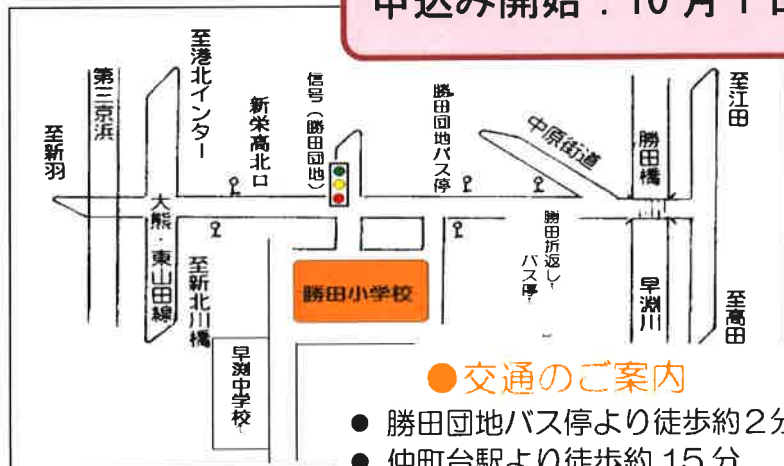 申込み開始：10月1日
至港北インター
第三京浜
至新羽
新栄高北口
信号（勝田団地）
勝田団地バス停
中原街道
勝田橋
至江田
大熊・東山田線
至新北川橋
勝田折返し
バス停
早淵川
至高田
勝田小学校
早渕中学校
●交通のご案内
● 勝田団地バス停より徒歩約2分
● 仲町台駅より徒歩約 15 分